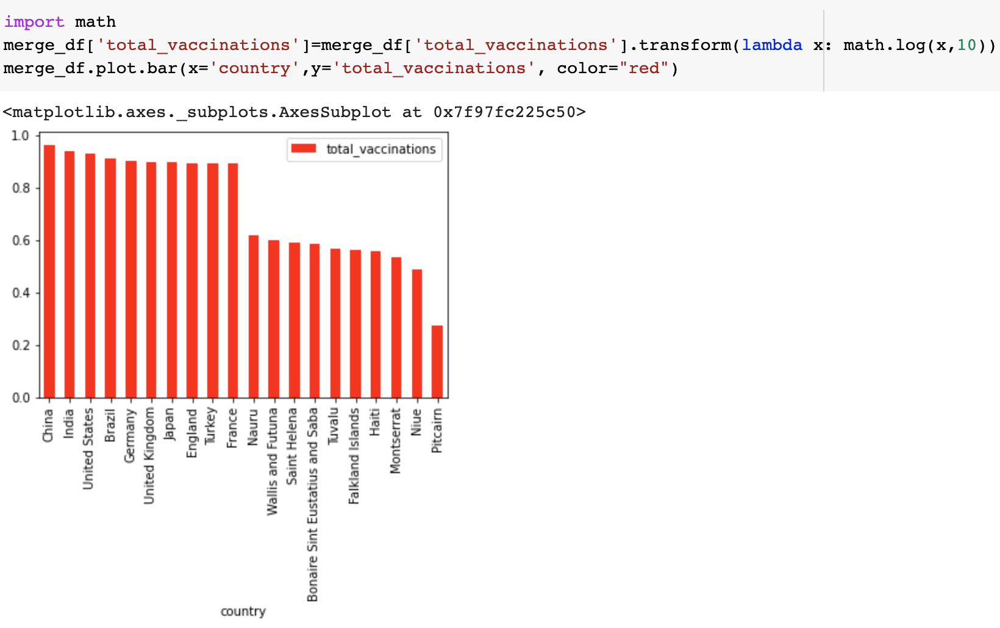 import math
merge_df['total_vaccinations']=merge_df['total_vaccinations'].transform(lambda x: math.log(x,10))
merge_df.plot.bar(x='country',y='total_vaccinations', color="red")
<matplotlib.axes._subplots.AxesSubplot at 0x7f97fc225c50>
1.0
0.8
0.6
0.4
0.2
0.0
total_vaccinations
China
India
United States
Brazil
Germany
United Kingdom
Japan
England
Turkey
France
Nauru
Wallis and Futuna
Saint Helena
Bonaire Sint Eustatius and Saba
Tuvalu
Falkland Islands
Haiti
Montserrat
Niue
Pitcairn
country